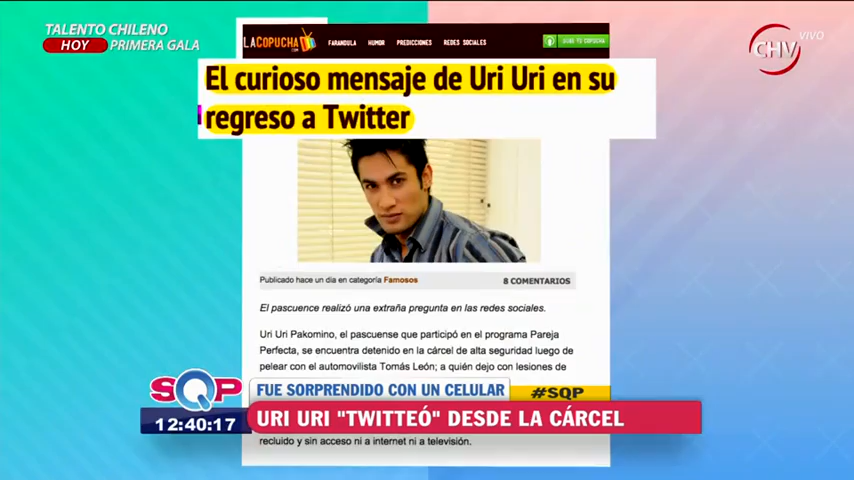 TALENTO CHILENO
HOY PRIMERA GALA
LACOPUCHA
.COM
FARANDULA HUMOR PREDICCIONES REDES SOCIALES
CHV VIVO
El curioso mensaje de Uri Uri en su
regreso a Twitter
Publicado hace un día en categoría Famosos
8 COMENTARIOS
El pascuence realizó una extraña pregunta en las redes sociales.
Uri Uri Pakomino, el pascuense que participó en el programa Pareja
Perfecta, se encuentra detenido en la cárcel de alta seguridad luego de
pelear con el automovilista Tomás León; a quién dejo con lesiones de
SQP
FUE SORPRENDIDO CON UN CELULAR
#SQP
12:40:17
URI URI "TWITTEÓ" DESDE LA CÁRCEL
recluido y sin acceso ni a internet ni a televisión.